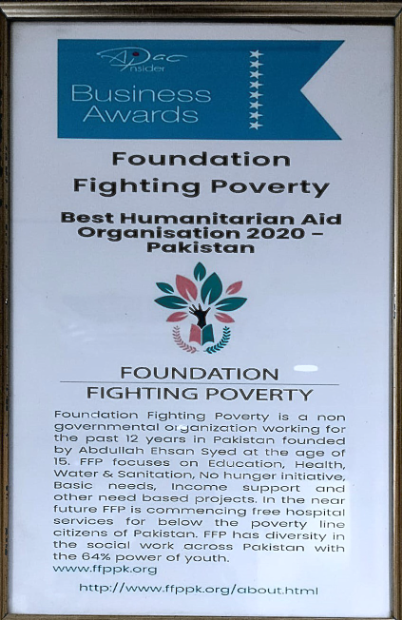 APac
Insider
Business
Awards
Foundation
Fighting Poverty
Best Humanitarian Aid
Organisation 2020 –
Pakistan
FOUNDATION
FIGHTING POVERTY
Foundation Fighting Poverty is a non
governmental organization working for
the past 12 years in Pakistan founded
by Abdullah Ehsan Syed at the age of
15. FFP focuses on Education, Health,
Water & Sanitation, No hunger initiative,
Basic needs, Income support and
other need based projects. In the near
future FFP is commencing free hospital
services for below the poverty line
citizens of Pakistan. FFP has diversity in
the social work across Pakistan with
the 64% power of youth.
www.ffppk.org
http://www.ffppk.org/about.html